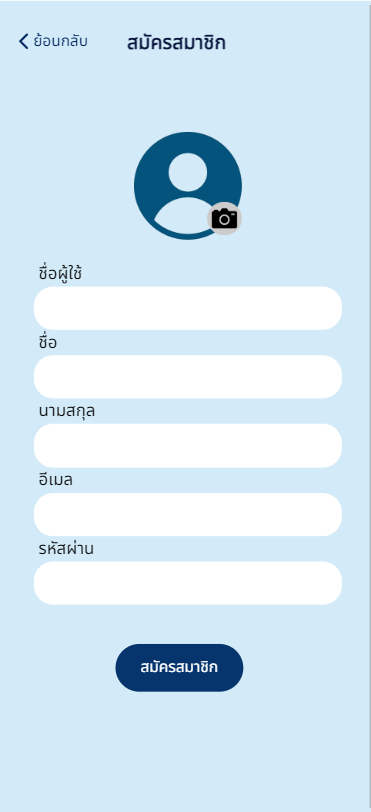 ย้อนกลับ สมัครสมาชิก
ชื่อผู้ใช้
ชื่อ
นามสกุล
อีเมล
รหัสผ่าน
สมัครสมาชิก